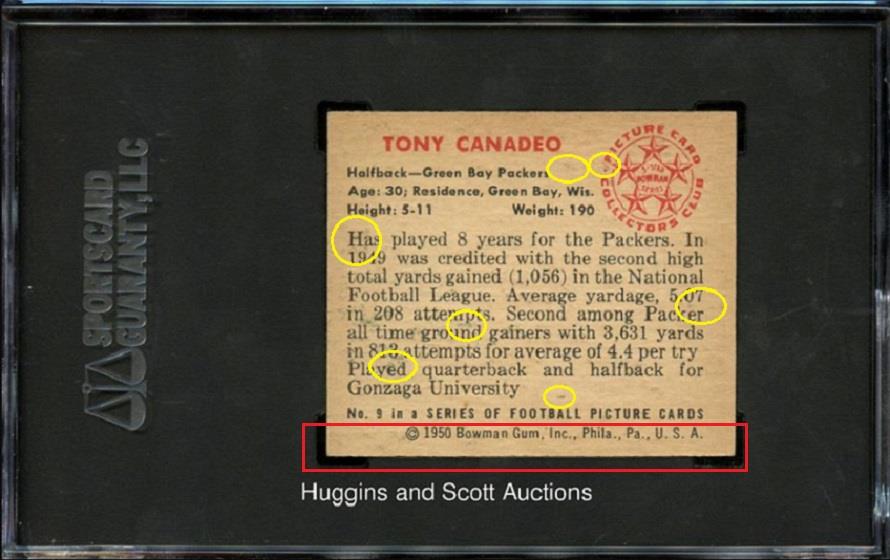 SPORTSCARD
GUARANTY, LLC
TONY CANADEO
PICTURE CARD
COLLECTORS CLUB
5-STAR
BOWMAN
Halfback—Green Bay Packers
Age: 30; Residence, Green Bay, Wis.
Height: 5-11 Weight: 190
Has played 8 years for the Packers. In
1949 was credited with the second high
total yards gained (1,056) in the National
Football League. Average yardage, 5.07
in 208 attempts. Second among Packer
all time ground gainers with 3,631 yards
in 813 attempts for average of 4.4 per try
Played quarterback and halfback for
Gonzaga University
No. 9 in a SERIES OF FOOTBALL PICTURE CARDS
© 1950 Bowman Gum, Inc., Phila., Pa., U. S. A.
Huggins and Scott Auctions